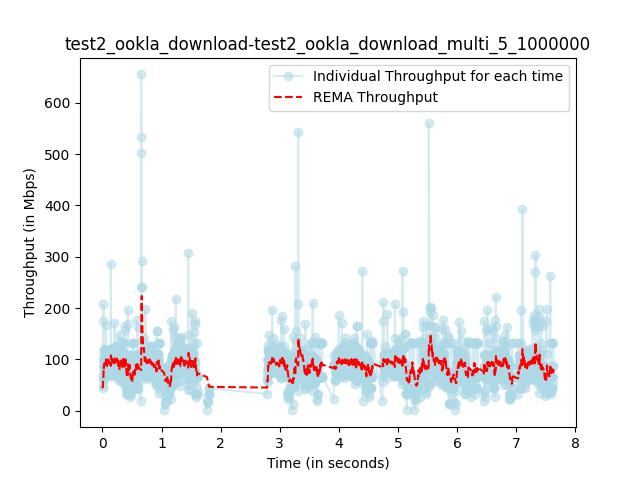 test2_ookla_download-test2_ookla_download_multi_5_1000000
Individual Throughput for each time
REMA Throughput
Throughput (in Mbps)
600
500
400
300
200
100
0
0 1 2 3 4 5 6 7 8
Time (in seconds)